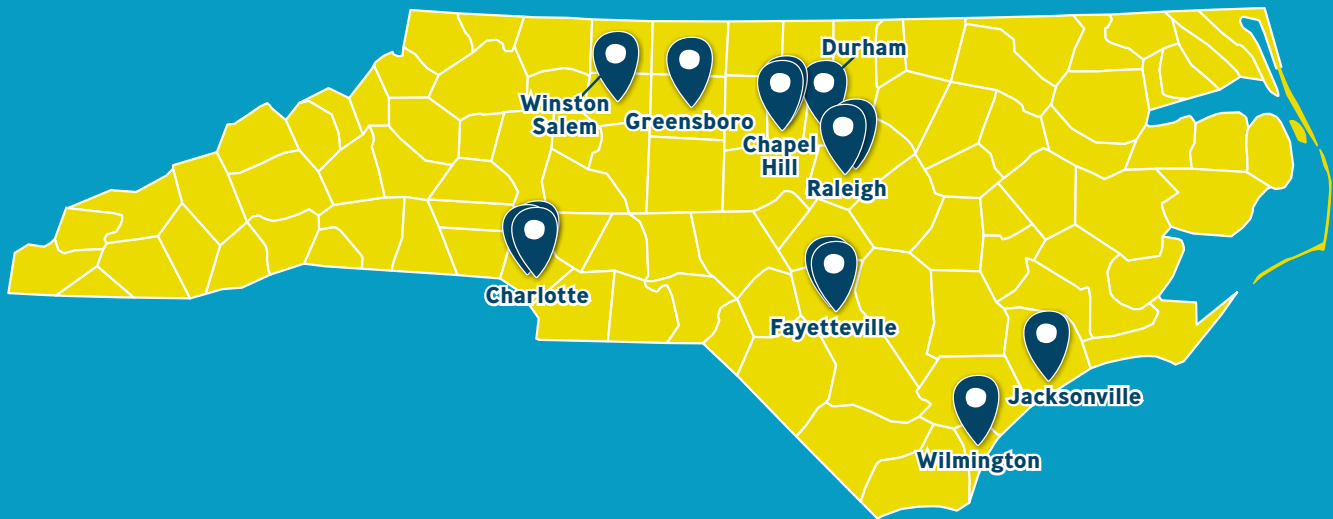 Durham
Winston
Salem
Greensboro
Chapel
Hill
Raleigh
Charlotte
Fayetteville
Jacksonville
Wilmington